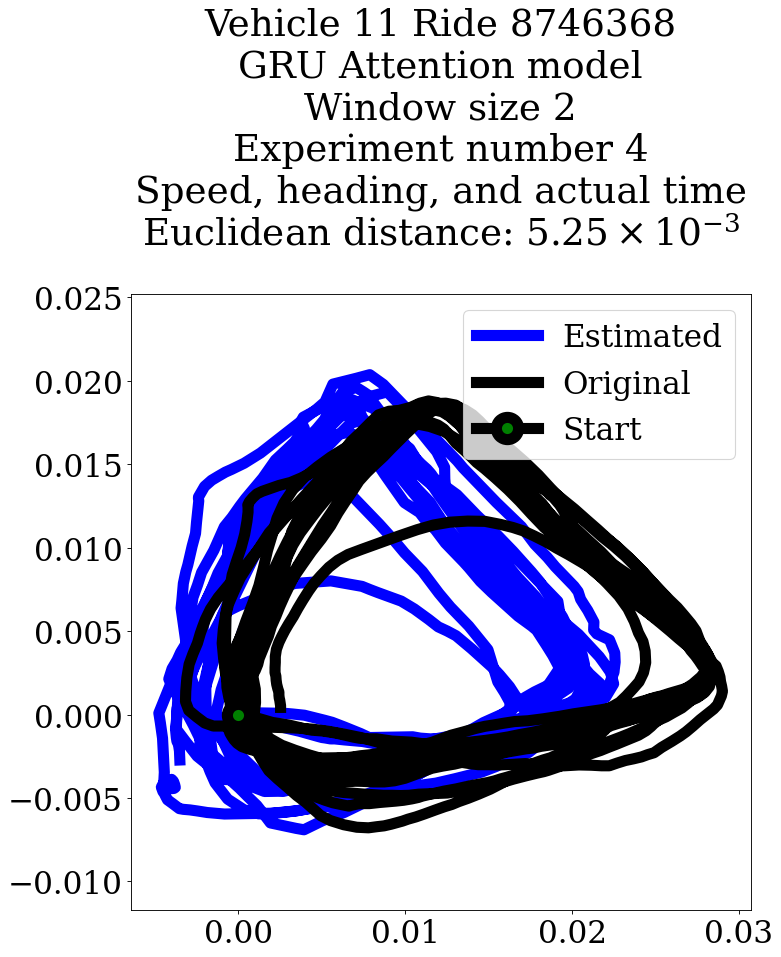 Vehicle 11 Ride 8746368
GRU Attention model
Window size 2
Experiment number 4
Speed, heading, and actual time
Euclidean distance: 5.25 × 10⁻³
0.025
0.020
0.015
0.010
0.005
0.000
−0.005
−0.010
Estimated
Original
Start
0.00 0.01 0.02 0.03